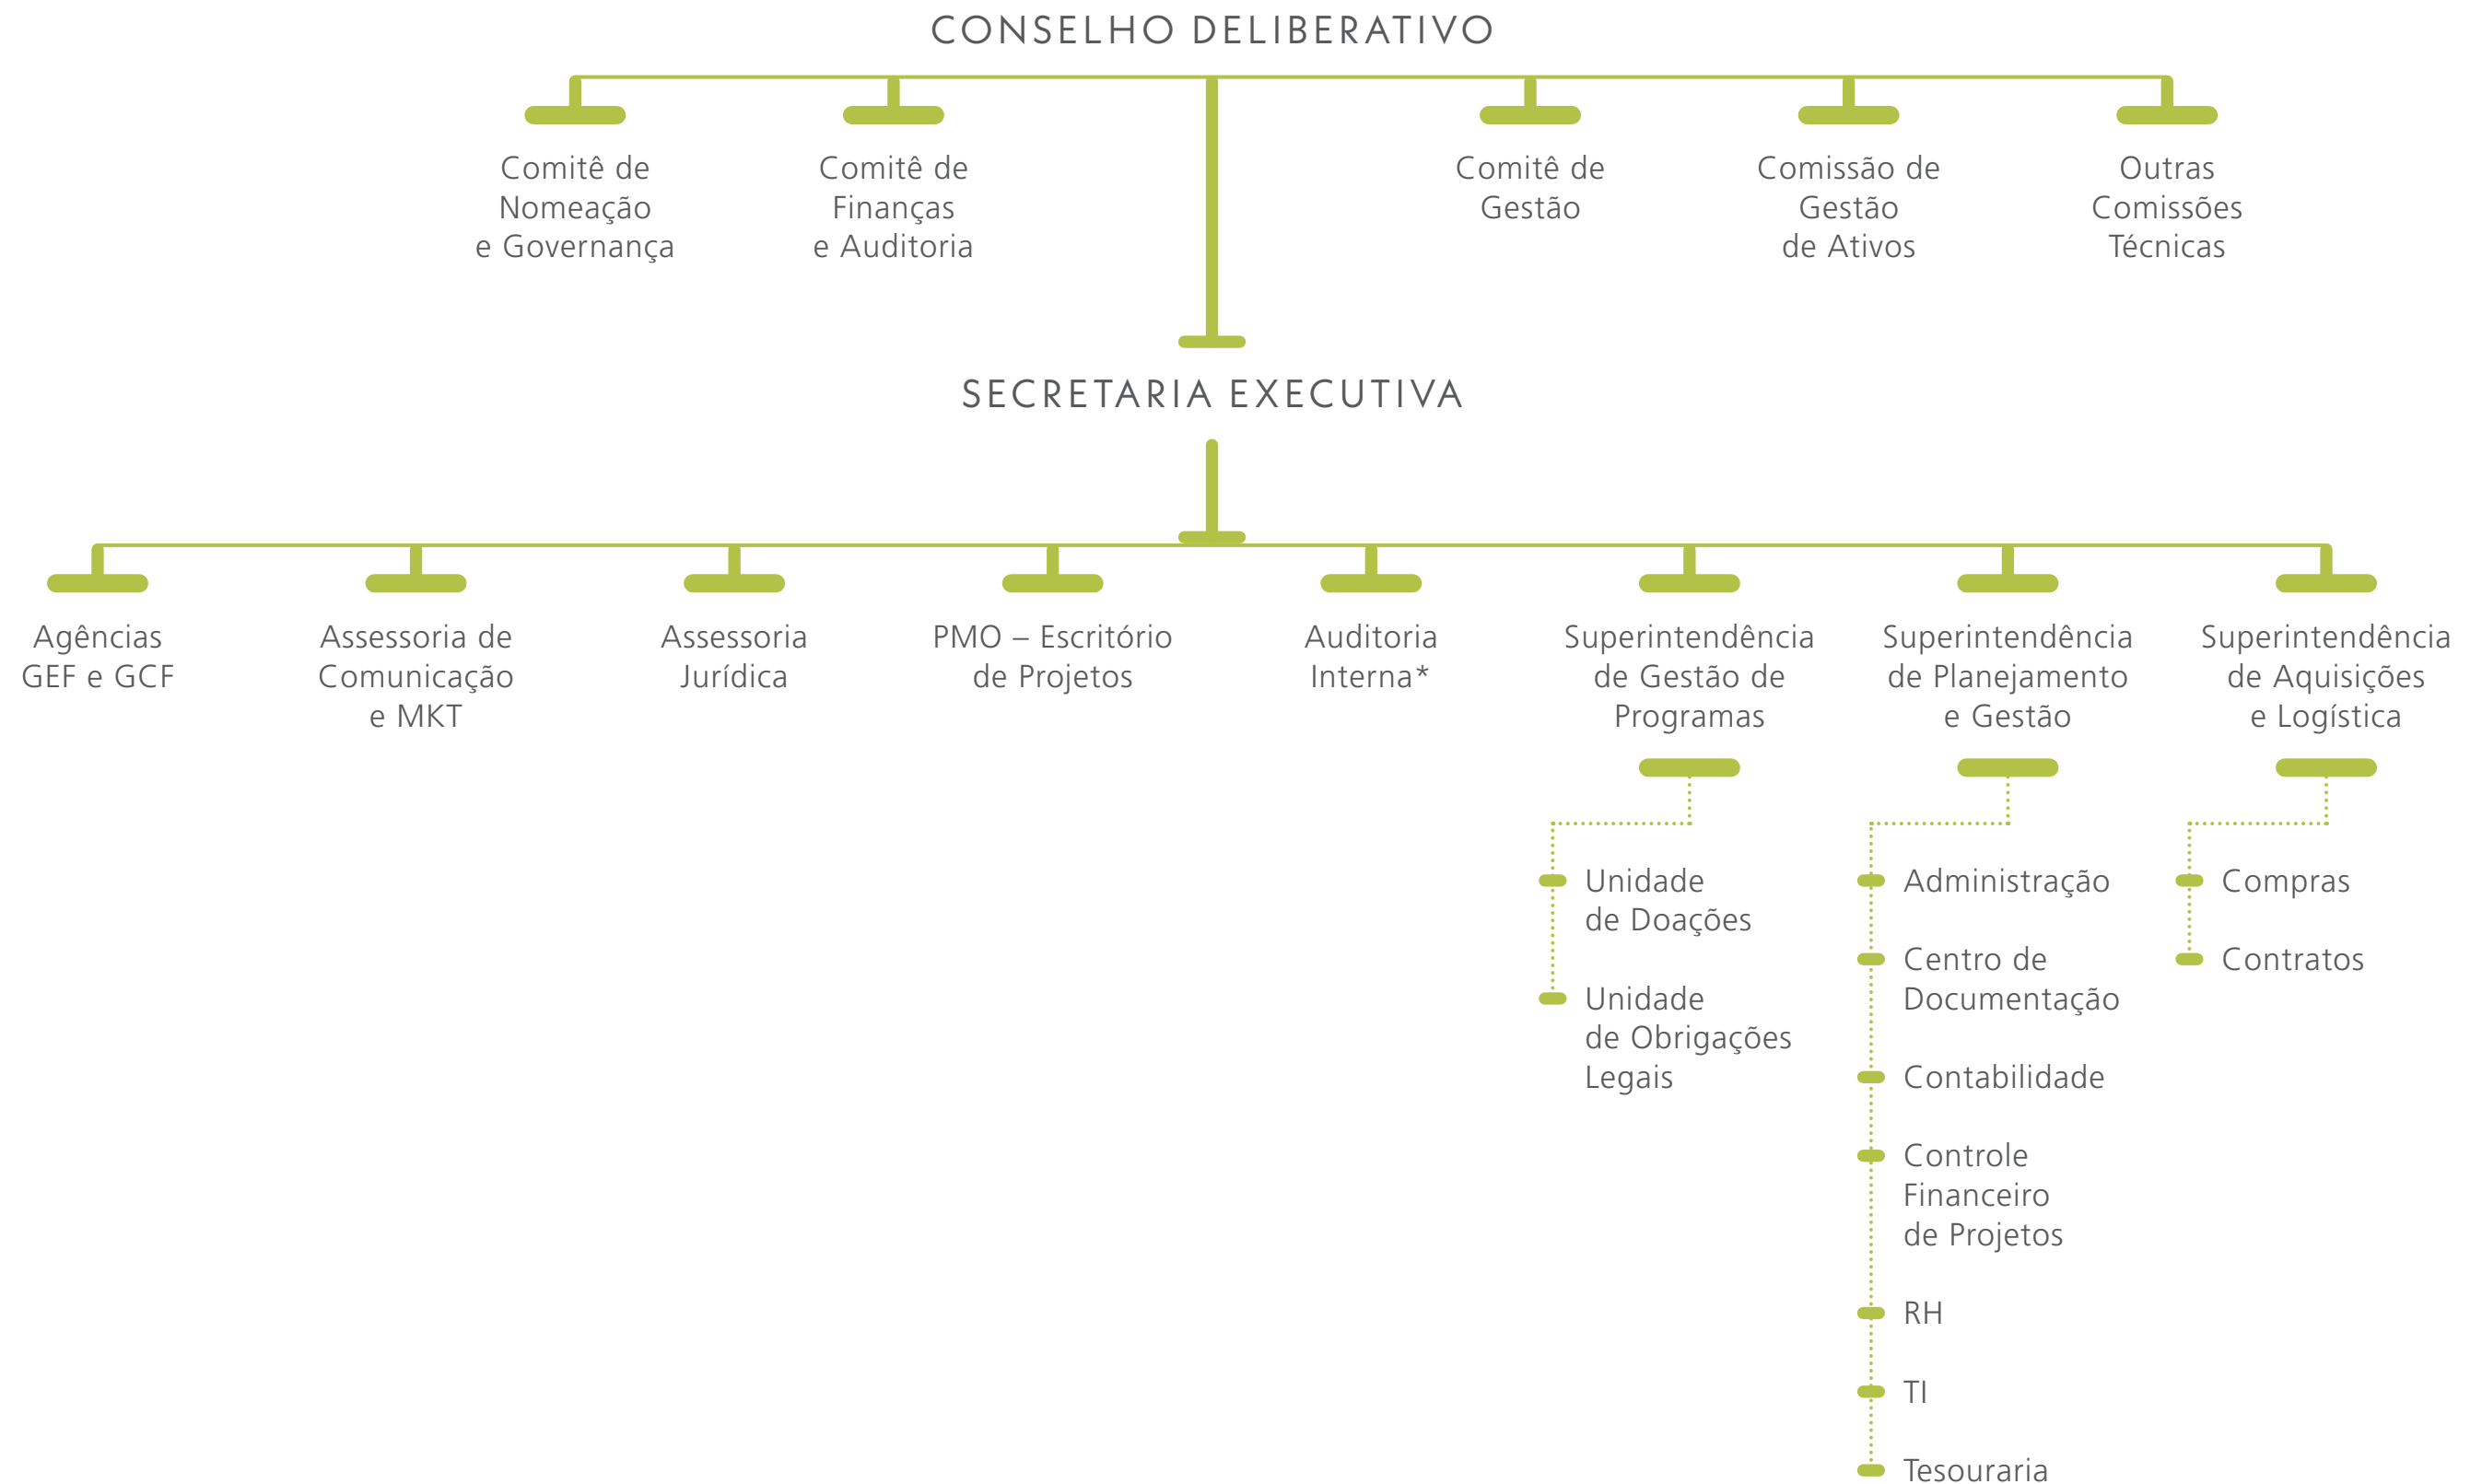 CONSELHO DELIBERATIVO
Comitê de
Nomeação
e Governança
Comitê de
Finanças
e Auditoria
Comitê de
Gestão
Comissão de
Gestão
de Ativos
Outras
Comissões
Técnicas
SECRETARIA EXECUTIVA
Agências
GEF e GCF
Assessoria de
Comunicação
e MKT
Assessoria
Jurídica
PMO – Escritório
de Projetos
Auditoria
Interna*
Superintendência
de Gestão de
Programas
Superintendência
de Planejamento
e Gestão
Superintendência
de Aquisições
e Logística
Unidade
de Doações
Unidade
de Obrigações
Legais
Administração
Centro de
Documentação
Contabilidade
Controle
Financeiro
de Projetos
RH
TI
Tesouraria
Compras
Contratos